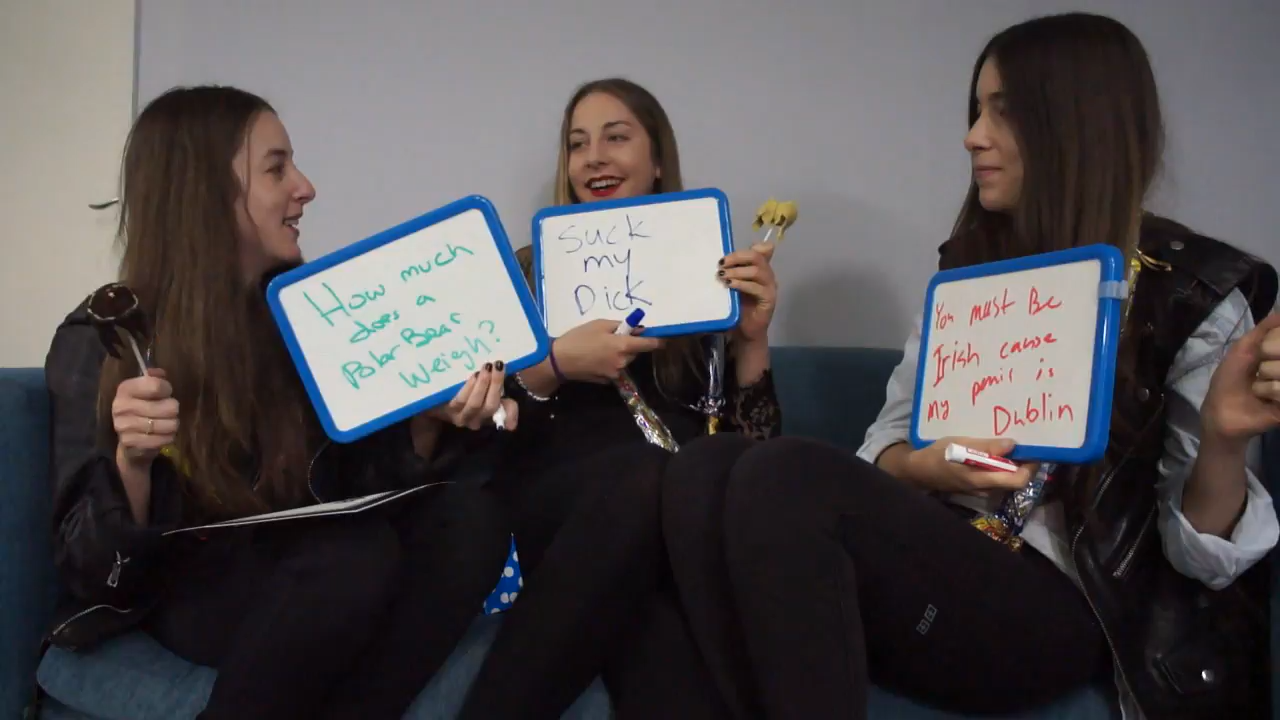 How much
does a
Polar Bear
Weigh?
Suck
my
Dick
You must Be
Irish cause
my penis is
Dublin